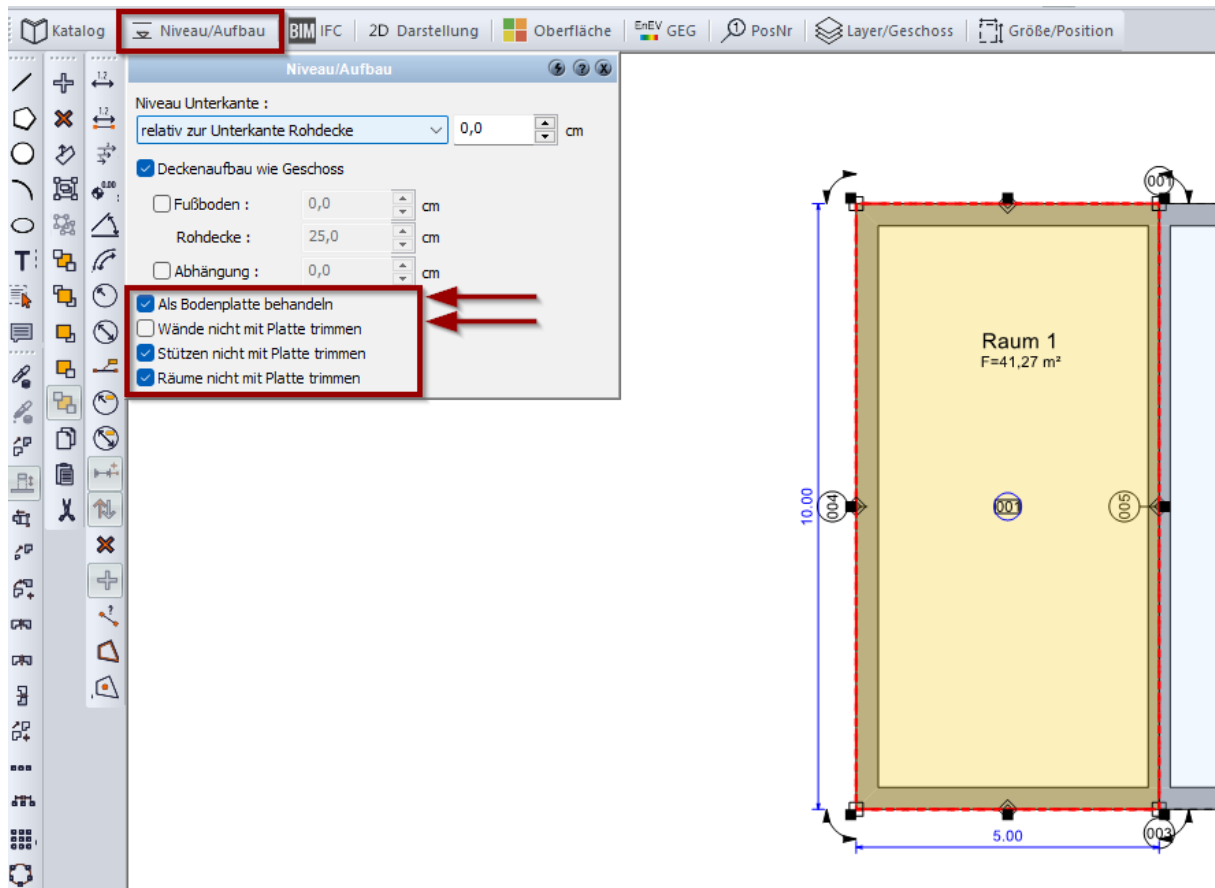 Katalog Niveau/Aufbau BIM IFC 2D Darstellung Oberfläche EnEV GEG 1 PosNr Layer/Geschoss Größe/Position
Niveau/Aufbau
Niveau Unterkante :
relativ zur Unterkante Rohdecke 0,0 cm
Deckenaufbau wie Geschoss
Fußboden : 0,0 cm
Rohdecke : 25,0 cm
Abhängung : 0,0 cm
Als Bodenplatte behandeln
Wände nicht mit Platte trimmen
Stützen nicht mit Platte trimmen
Räume nicht mit Platte trimmen
001
Raum 1
F=41,27 m²
10.00
004
001
005
5.00
003